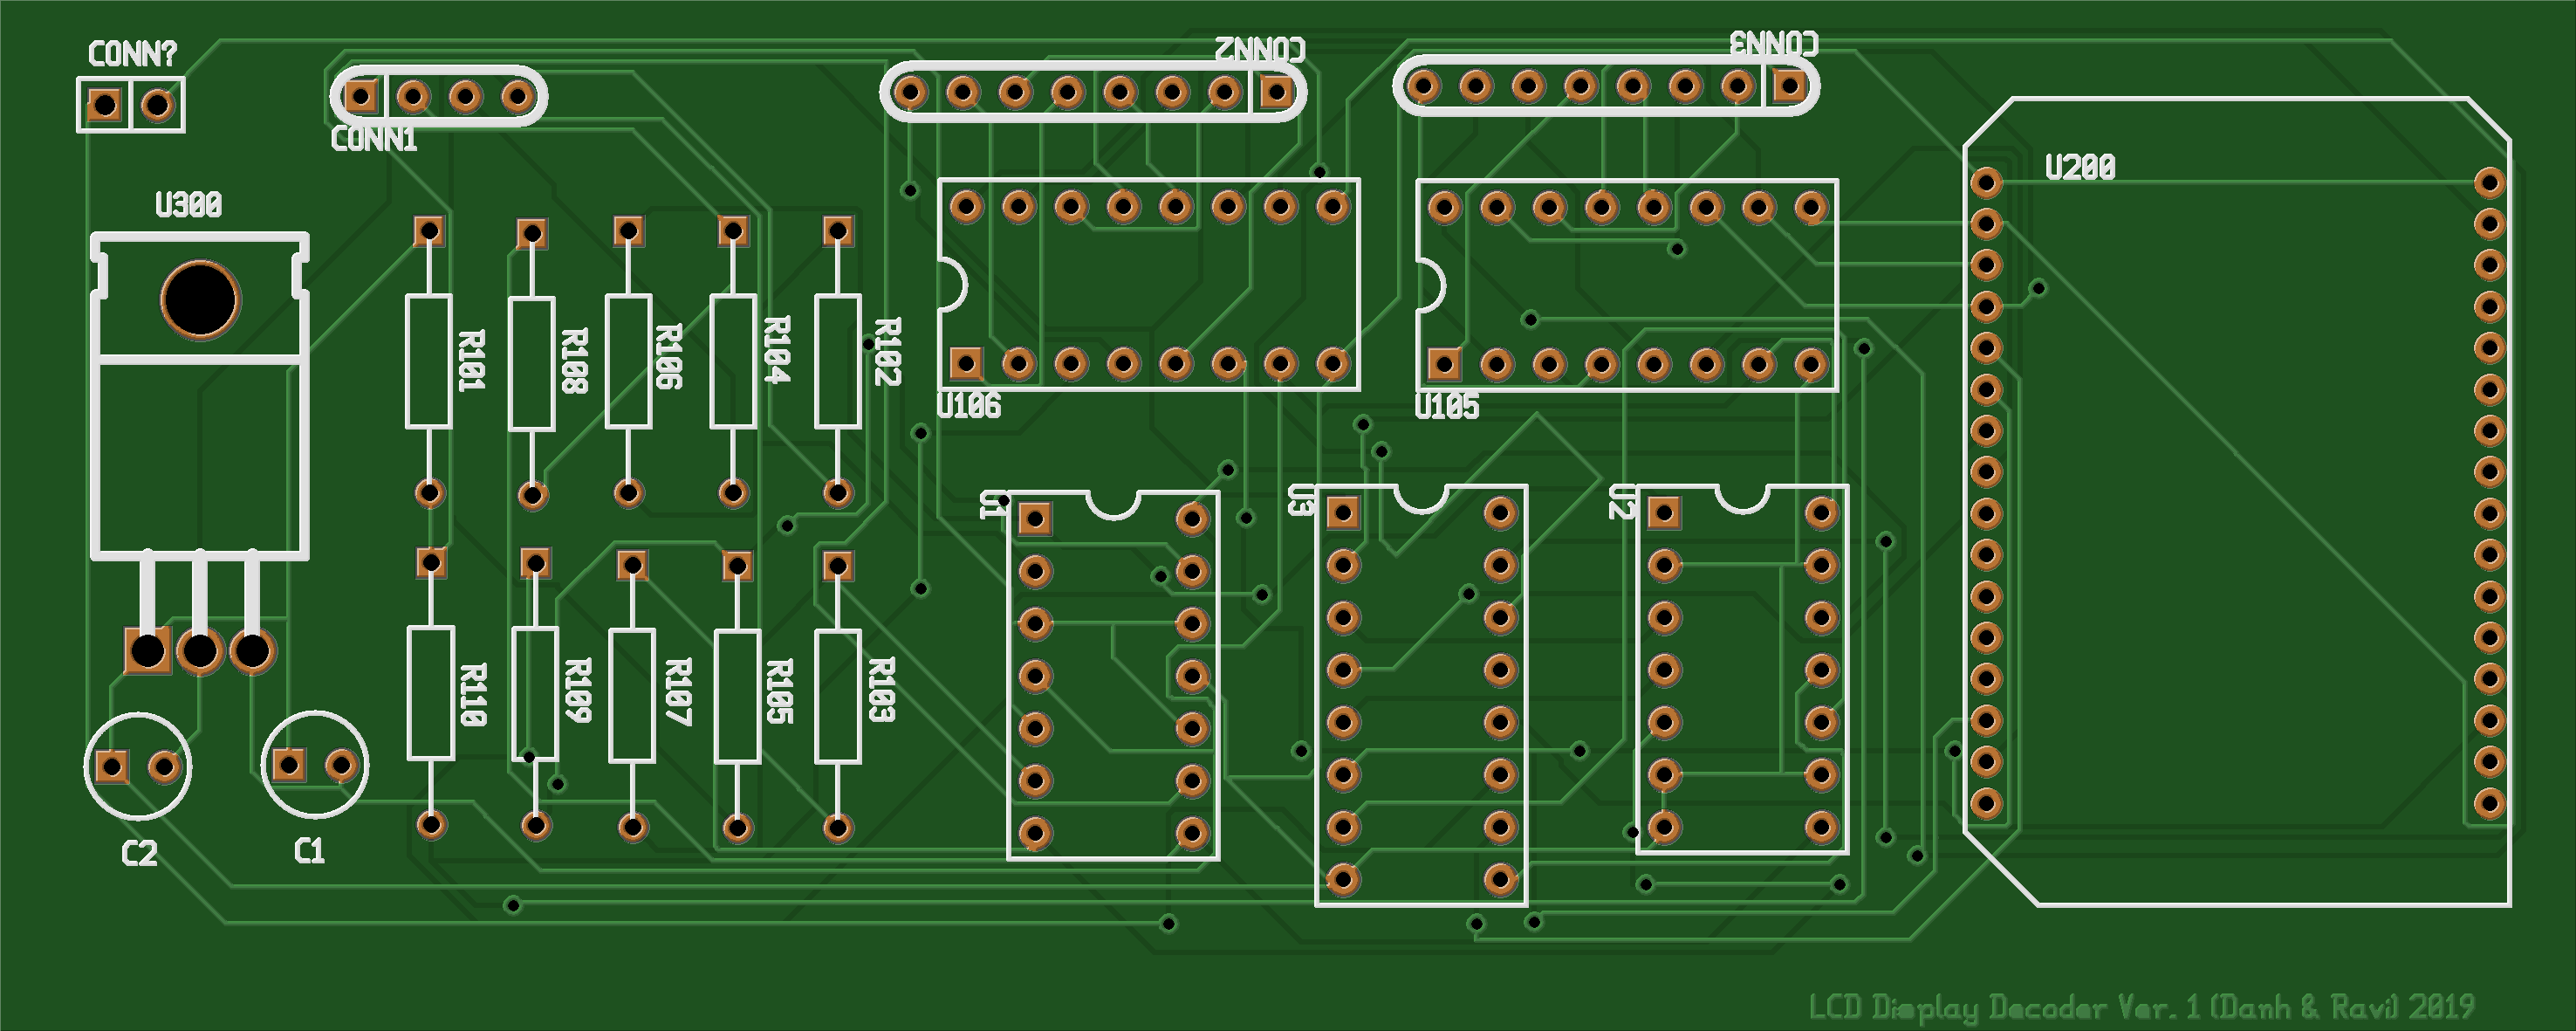 CONN?
CONN1
CONN2
CONN3
U300
U200
R101
R108
R106
R104
R102
U106
U105
U1
U3
U2
R110
R109
R107
R105
R103
C2
C1
LCD Display Decoder Ver. 1 (Danh & Ravi) 2019